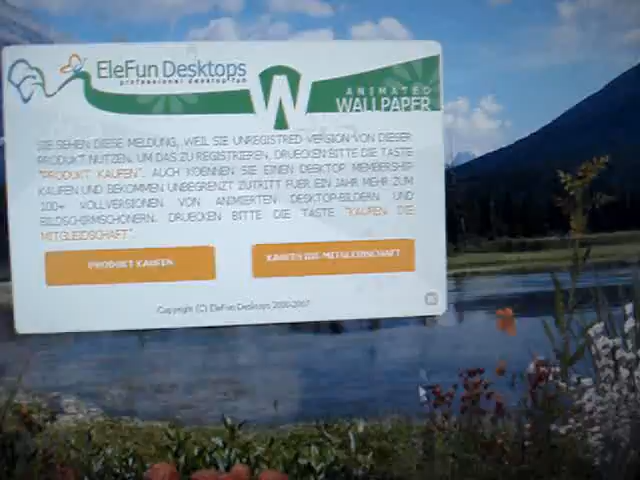 EleFun Desktops
professional desktop fun
ANIMATED
WALLPAPER
SIE SEHEN DIESE MELDUNG, WEIL SIE UNREGISTRED VERSION VON DIESER
PRODUKT NUTZEN. UM DAS ZU REGISTRIEREN, DRUECKEN BITTE DIE TASTE
"PRODUKT KAUFEN". AUCH KOENNEN SIE EINEN DESKTOP MEMBERSHIP
KAUFEN UND BEKOMMEN UNBEGRENZT ZUTRITT FUER EIN JAHR MEHR ZUM
100+ VOLLVERSIONEN VON ANIMIERTEN DESKTOP-BILDERN UND
BILDSCHIRMSCHONERN. DRUECKEN BITTE DIE TASTE "KAUFEN DIE
MITGLEIDSCHAFT".
PRODUKT KAUFEN
KAUFEN DIE MITGLEIDSCHAFT
Copyright (C) EleFun Desktops 2000-2007